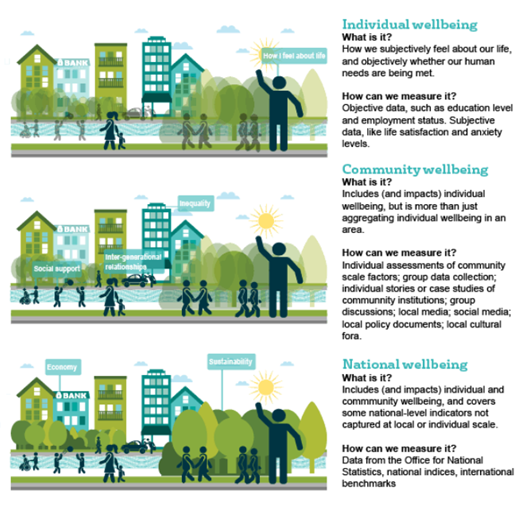 How I feel about life
BANK
Individual wellbeing
What is it?
How we subjectively feel about our life,
and objectively whether our human
needs are being met.
How can we measure it?
Objective data, such as education level
and employment status. Subjective
data, like life satisfaction and anxiety
levels.
Inequality
BANK
Social support
Inter-generational
relationships
Community wellbeing
What is it?
Includes (and impacts) individual
wellbeing, but is more than just
aggregating individual wellbeing in an
area.
How can we measure it?
Individual assessments of community
scale factors; group data collection;
individual stories or case studies of
communnity institutions; group
discussions; local media; social media;
local policy documents; local cultural
fora.
Economy
Sustainability
BANK
National wellbeing
What is it?
Includes (and impacts) individual and
commmunity wellbeing, and covers
some national-level indicators not
captured at local or individual scale.
How can we measure it?
Data from the Office for National
Statistics, national indices, international
benchmarks